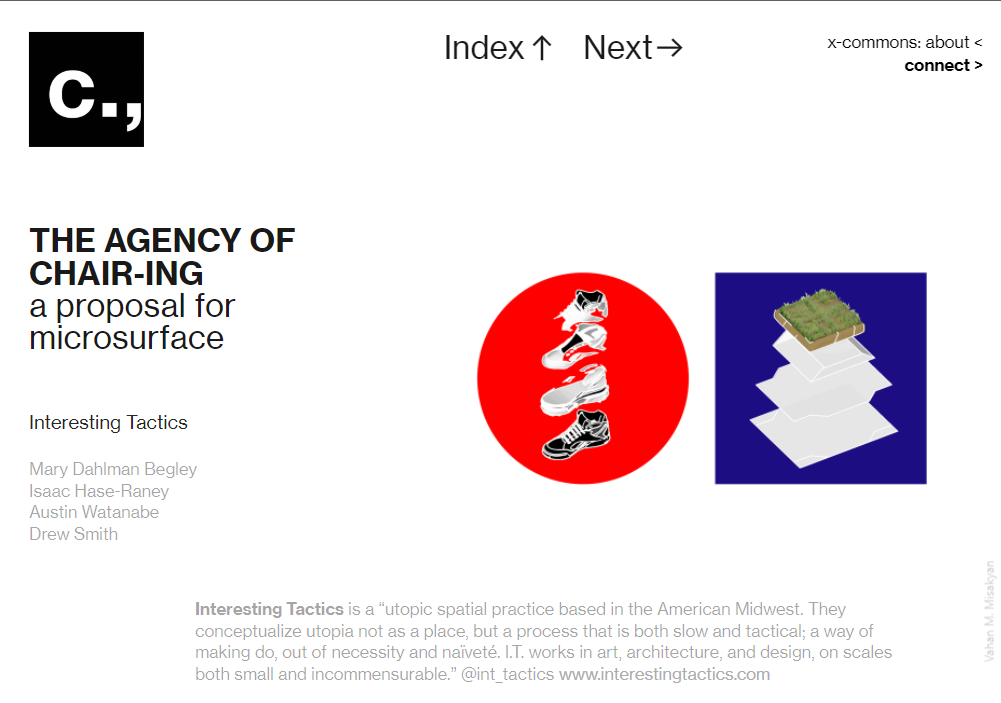 c.,
Index ↑ Next→
x-commons: about <
connect >
THE AGENCY OF
CHAIR-ING
a proposal for
microsurface
Interesting Tactics
Mary Dahlman Begley
Isaac Hase-Raney
Austin Watanabe
Drew Smith
Interesting Tactics is a “utopic spatial practice based in the American Midwest. They
conceptualize utopia not as a place, but a process that is both slow and tactical; a way of
making do, out of necessity and naïveté. I.T. works in art, architecture, and design, on scales
both small and incommensurable.” @int_tactics www.interestingtactics.com
Vahan M. Misakyan